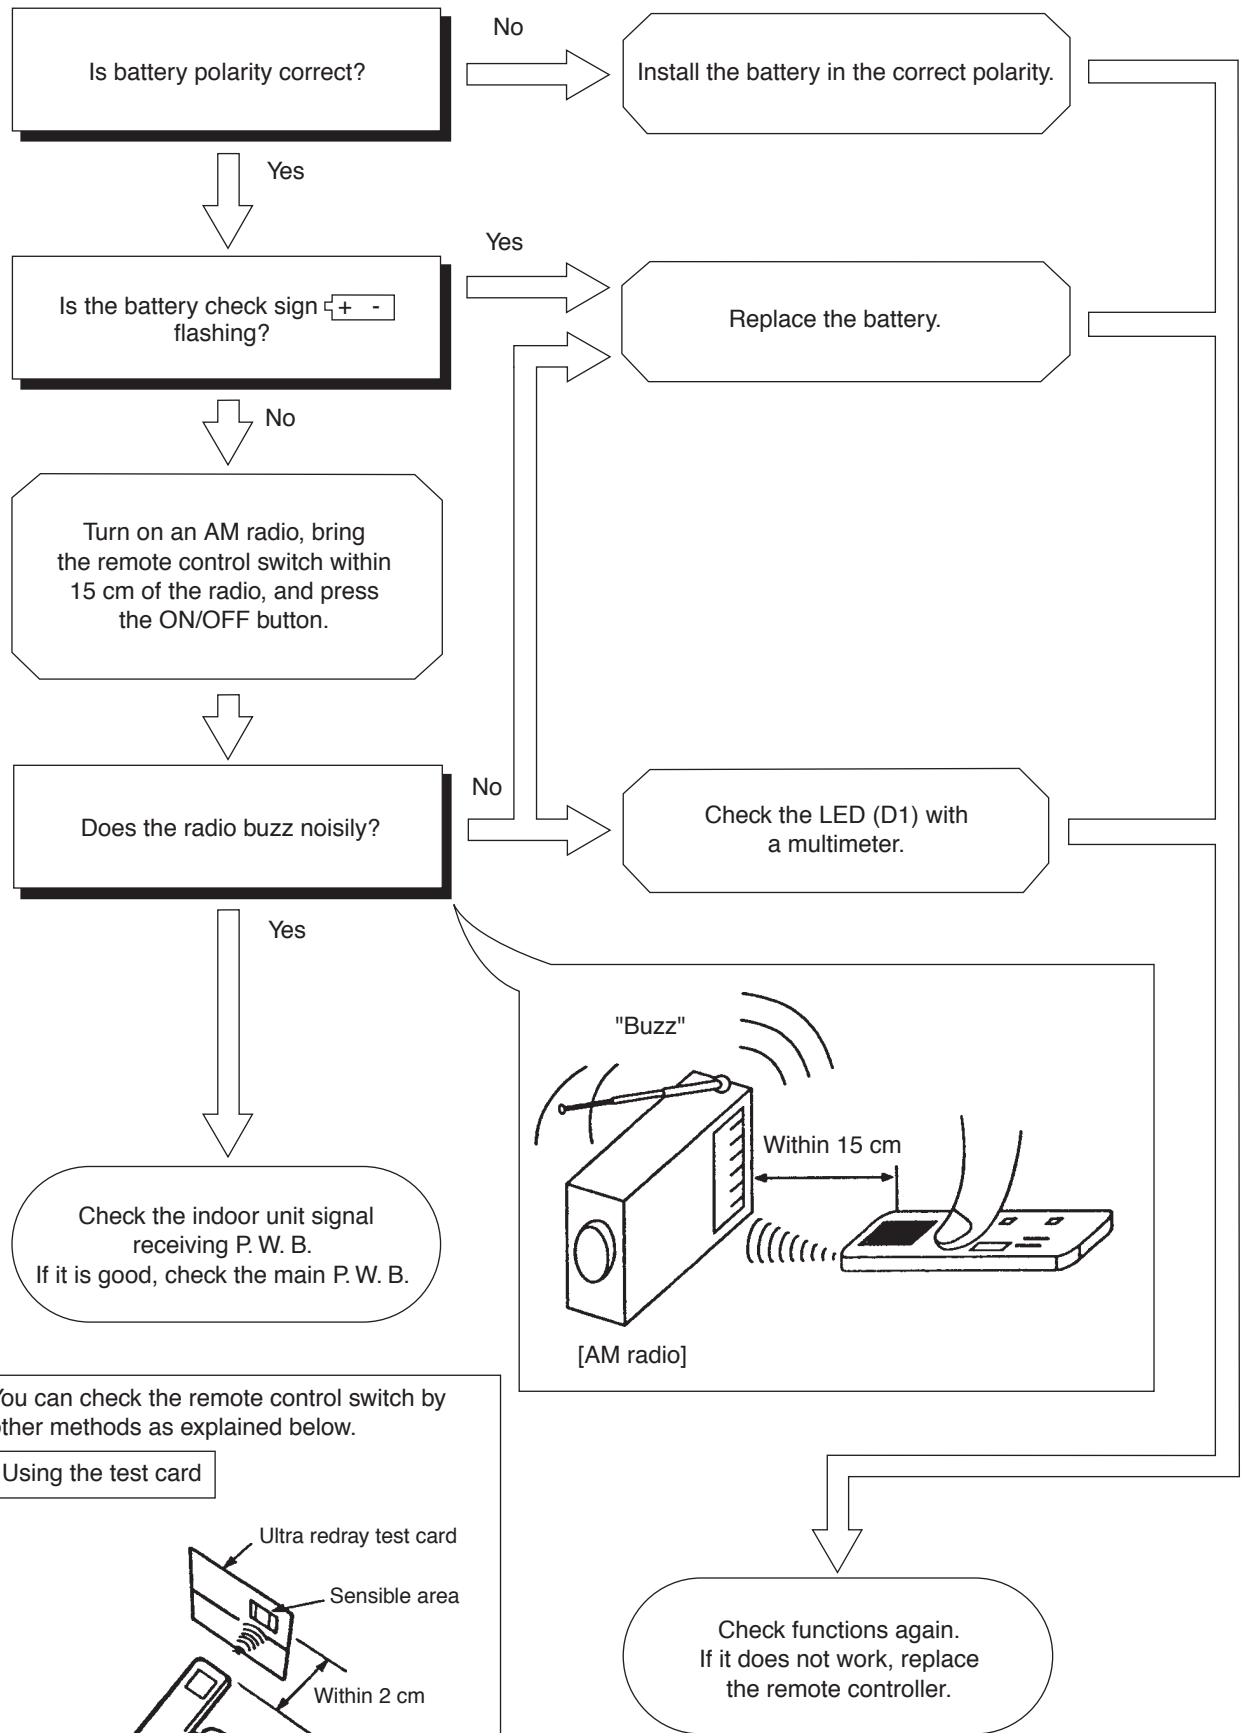 No
Is battery polarity correct?
Install the battery in the correct polarity.
Yes
Yes
Is the battery check sign + -
flashing?
Replace the battery.
No
Turn on an AM radio, bring
the remote control switch within
15 cm of the radio, and press
the ON/OFF button.
No
Does the radio buzz noisily?
Check the LED (D1) with
a multimeter.
Yes
"Buzz"
Within 15 cm
[AM radio]
Check the indoor unit signal
receiving P. W. B.
If it is good, check the main P. W. B.
You can check the remote control switch by
other methods as explained below.
Using the test card
Ultra redray test card
Sensible area
Within 2 cm
Check functions again.
If it does not work, replace
the remote controller.